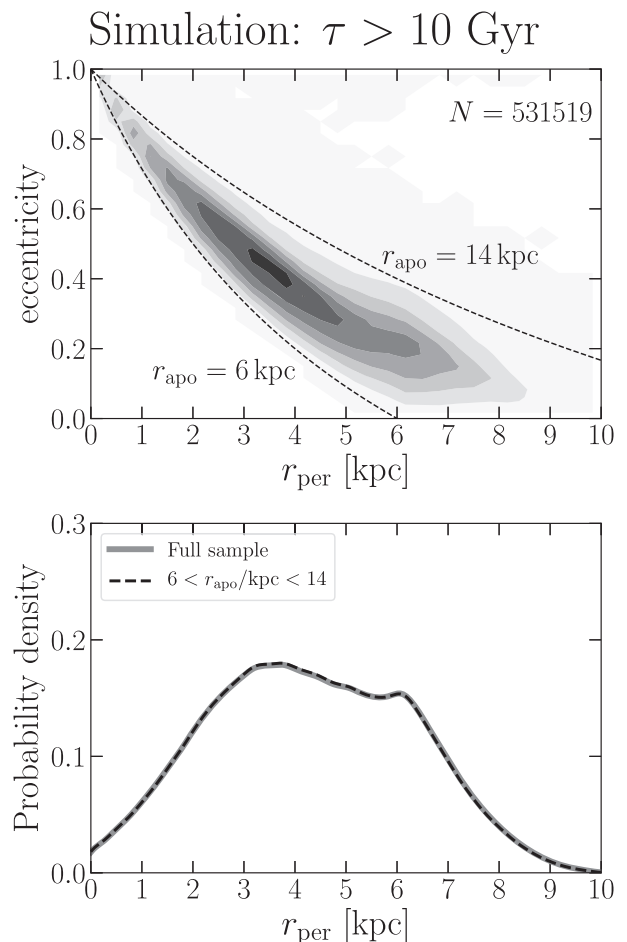 Simulation: τ > 10 Gyr
N = 531519
r_apo = 14 kpc
r_apo = 6 kpc
eccentricity
1.0
0.8
0.6
0.4
0.2
0.0
0 1 2 3 4 5 6 7 8 9 10
r_per [kpc]
Full sample
6 < r_apo/kpc < 14
Probability density
0.3
0.2
0.1
0.0
0 1 2 3 4 5 6 7 8 9 10
r_per [kpc]